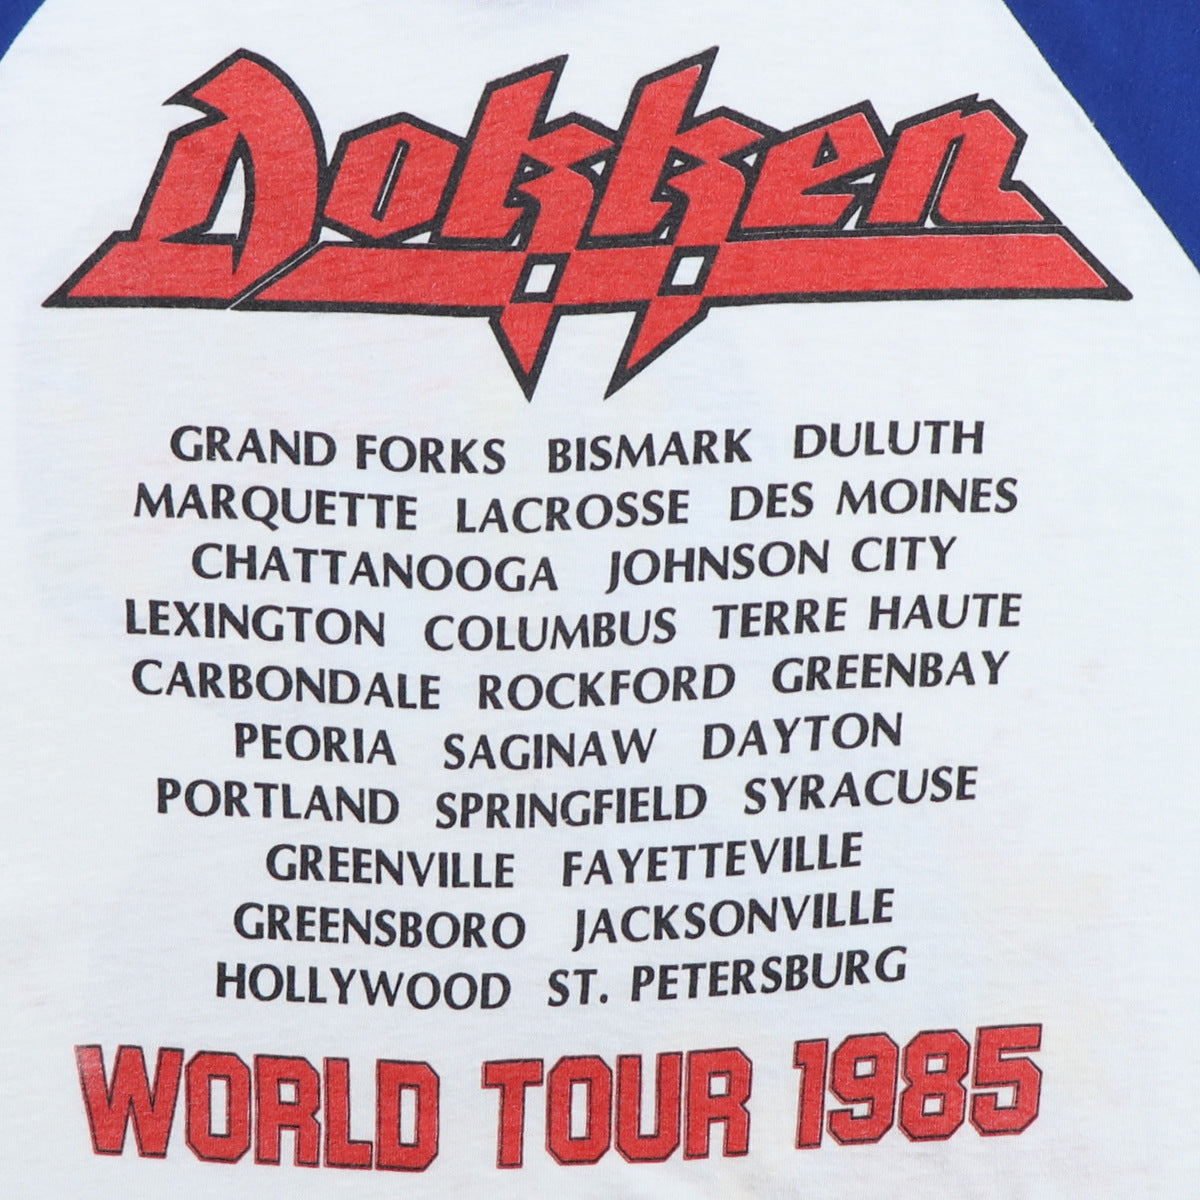 Dokken
GRAND FORKS BISMARK DULUTH
MARQUETTE LACROSSE DES MOINES
CHATTANOOGA JOHNSON CITY
LEXINGTON COLUMBUS TERRE HAUTE
CARBONDALE ROCKFORD GREENBAY
PEORIA SAGINAW DAYTON
PORTLAND SPRINGFIELD SYRACUSE
GREENVILLE FAYETTEVILLE
GREENSBORO JACKSONVILLE
HOLLYWOOD ST. PETERSBURG
WORLD TOUR 1985